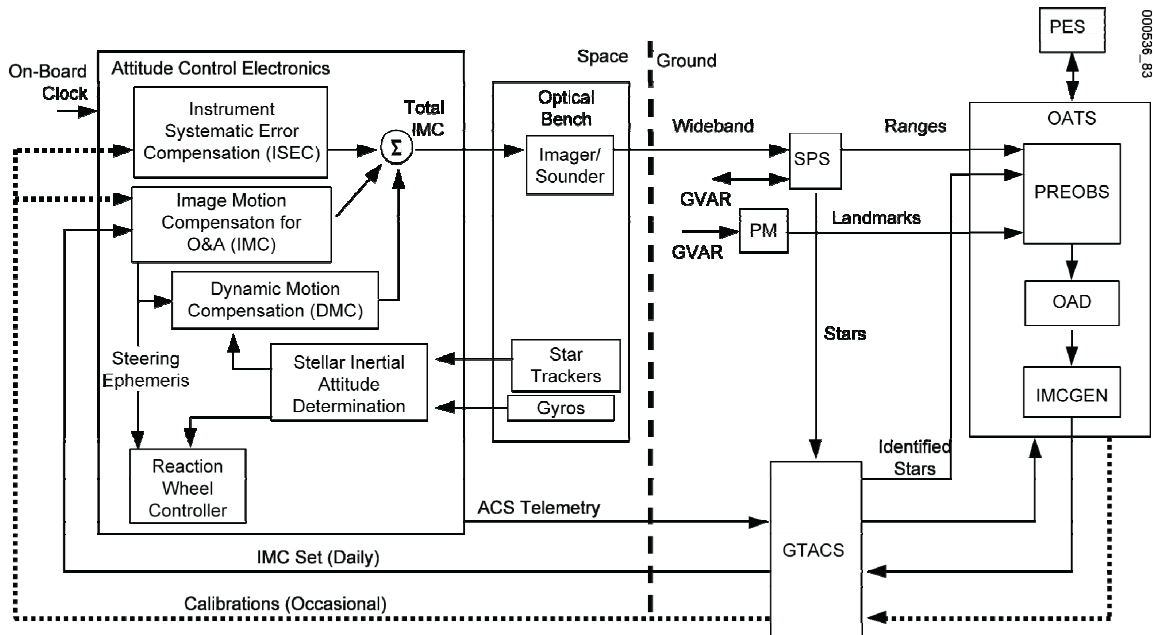 000536_83
PES
Space
Ground
On-Board
Clock
Attitude Control Electronics
Instrument
Systematic Error
Compensation (ISEC)
Total
IMC
Σ
Optical
Bench
Imager/
Sounder
Wideband
SPS
Ranges
OATS
PREOBS
GVAR
Image Motion
Compensaton for
O&A (IMC)
PM
Landmarks
GVAR
Dynamic Motion
Compensation (DMC)
OAD
Stars
Steering
Ephemeris
Stellar Inertial
Attitude
Determination
Star
Trackers
Gyros
IMCGEN
Identified
Stars
Reaction
Wheel
Controller
ACS Telemetry
GTACS
IMC Set (Daily)
Calibrations (Occasional)